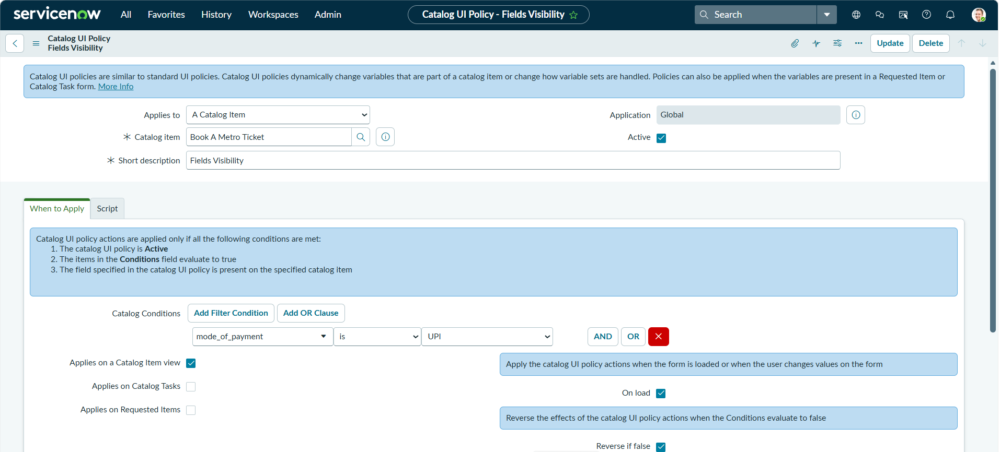 servicenow All Favorites History Workspaces Admin Catalog UI Policy - Fields Visibility Search
Catalog UI Policy
Fields Visibility
Update Delete
Catalog UI policies are similar to standard UI policies. Catalog UI policies dynamically change variables that are part of a catalog item or change how variable sets are handled. Policies can also be applied when the variables are present in a Requested Item or
Catalog Task form. More Info
Applies to A Catalog Item Application Global
Catalog item Book A Metro Ticket Active
Short description Fields Visibility
When to Apply Script
Catalog UI policy actions are applied only if all the following conditions are met:
1. The catalog UI policy is Active
2. The items in the Conditions field evaluate to true
3. The field specified in the catalog UI policy is present on the specified catalog item
Catalog Conditions Add Filter Condition Add OR Clause
mode_of_payment is UPI AND OR
Applies on a Catalog Item view Apply the catalog UI policy actions when the form is loaded or when the user changes values on the form
Applies on Catalog Tasks On load
Applies on Requested Items Reverse the effects of the catalog UI policy actions when the Conditions evaluate to false
Reverse if false